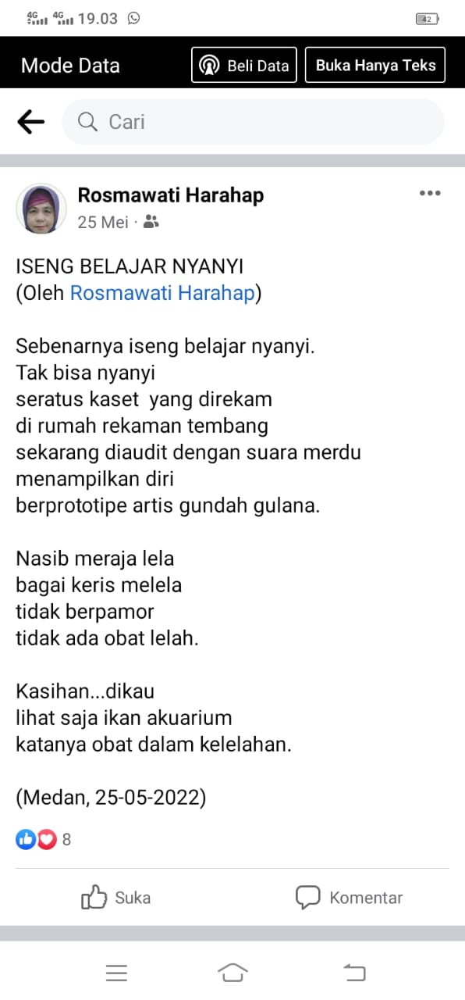 4G 4G 19.03 42
Mode Data Beli Data Buka Hanya Teks
Cari
Rosmawati Harahap
25 Mei ·
ISENG BELAJAR NYANYI
(Oleh Rosmawati Harahap)
Sebenarnya iseng belajar nyanyi.
Tak bisa nyanyi
seratus kaset  yang direkam
di rumah rekaman tembang
sekarang diaudit dengan suara merdu
menampilkan diri
berprototipe artis gundah gulana.
Nasib meraja lela
bagai keris melela
tidak berpamor
tidak ada obat lelah.
Kasihan...dikau
lihat saja ikan akuarium
katanya obat dalam kelelahan.
(Medan, 25-05-2022)
8
Suka Komentar